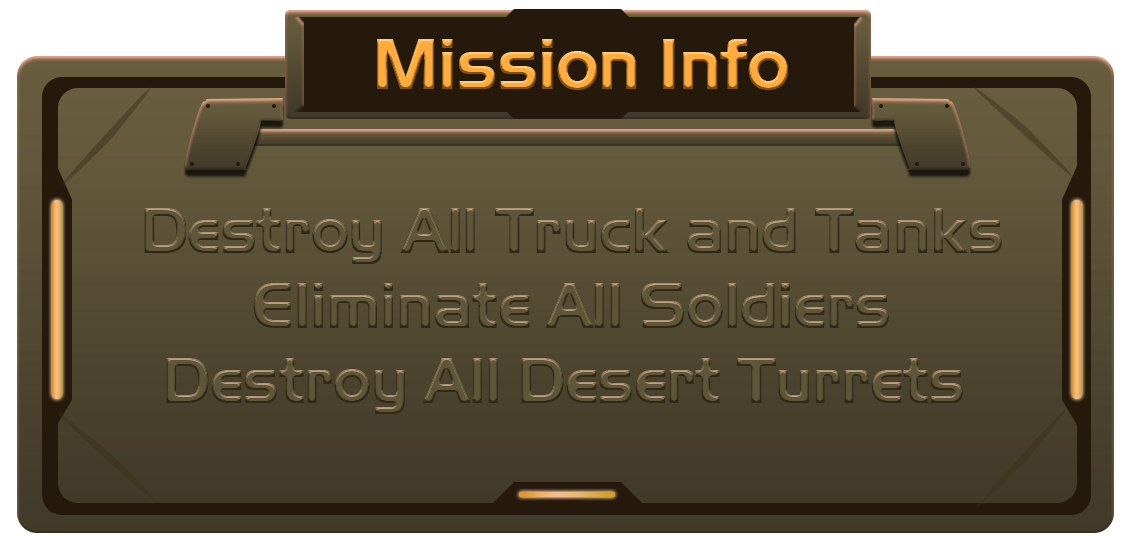 Mission Info
Destroy All Truck and Tanks
Eliminate All Soldiers
Destroy All Desert Turrets